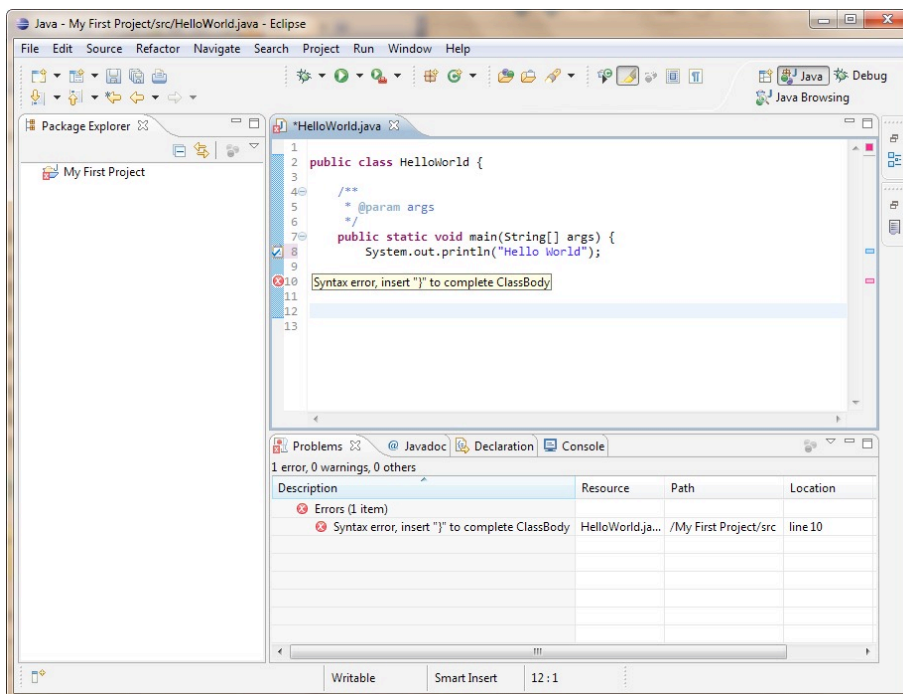 Java - My First Project/src/HelloWorld.java - Eclipse
File Edit Source Refactor Navigate Search Project Run Window Help
Java Debug
Java Browsing
Package Explorer
*HelloWorld.java
My First Project
1
2 public class HelloWorld {
3
4 /**
5 * @param args
6 */
7 public static void main(String[] args) {
8 System.out.println("Hello World");
9
10 Syntax error, insert "}" to complete ClassBody
11
12
13
Problems @ Javadoc Declaration Console
1 error, 0 warnings, 0 others
Description Resource Path Location
Errors (1 item)
Syntax error, insert "}" to complete ClassBody HelloWorld.ja... /My First Project/src line 10
Writable Smart Insert 12 : 1